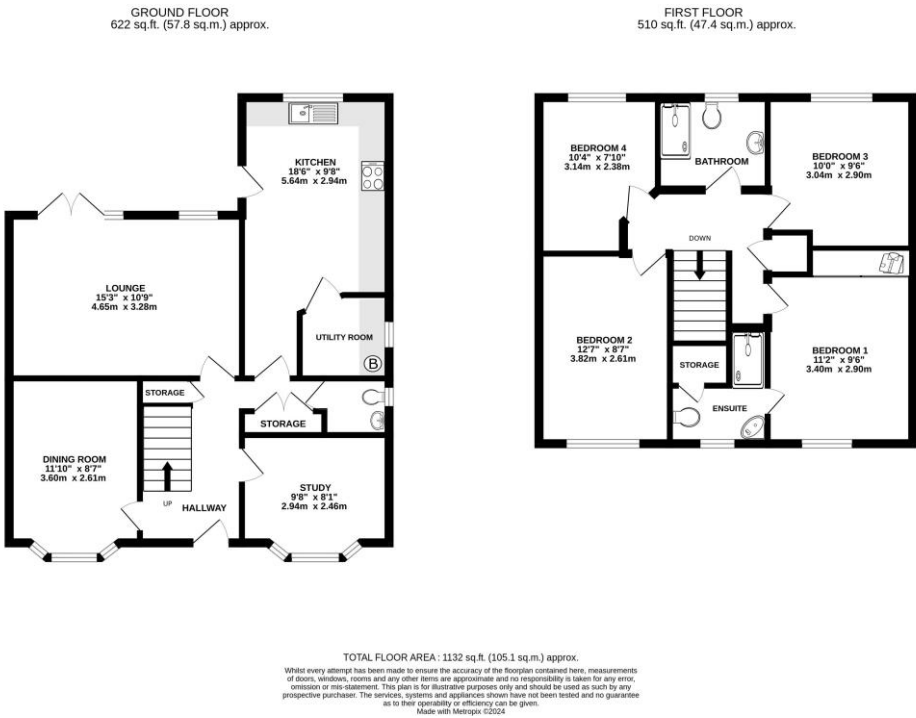 GROUND FLOOR
622 sq.ft. (57.8 sq.m.) approx.
KITCHEN
18'6" x 9'8"
5.64m x 2.94m
LOUNGE
15'3" x 10'9"
4.65m x 3.28m
UTILITY ROOM
B
STORAGE
STORAGE
DINING ROOM
11'10" x 8'7"
3.60m x 2.61m
UP
HALLWAY
STUDY
9'8" x 8'1"
2.94m x 2.46m
FIRST FLOOR
510 sq.ft. (47.4 sq.m.) approx.
BEDROOM 4
10'4" x 7'10"
3.14m x 2.38m
BATHROOM
BEDROOM 3
10'0" x 9'6"
3.04m x 2.90m
DOWN
BEDROOM 2
12'7" x 8'7"
3.82m x 2.61m
STORAGE
ENSUITE
BEDROOM 1
11'2" x 9'6"
3.40m x 2.90m
TOTAL FLOOR AREA : 1132 sq.ft. (105.1 sq.m.) approx.
Whilst every attempt has been made to ensure the accuracy of the floorplan contained here, measurements
of doors, windows, rooms and any other items are approximate and no responsibility is taken for any error,
omission or mis-statement. This plan is for illustrative purposes only and should be used as such by any
prospective purchaser. The services, systems and appliances shown have not been tested and no guarantee
as to their operability or efficiency can be given.
Made with Metropix ©2024